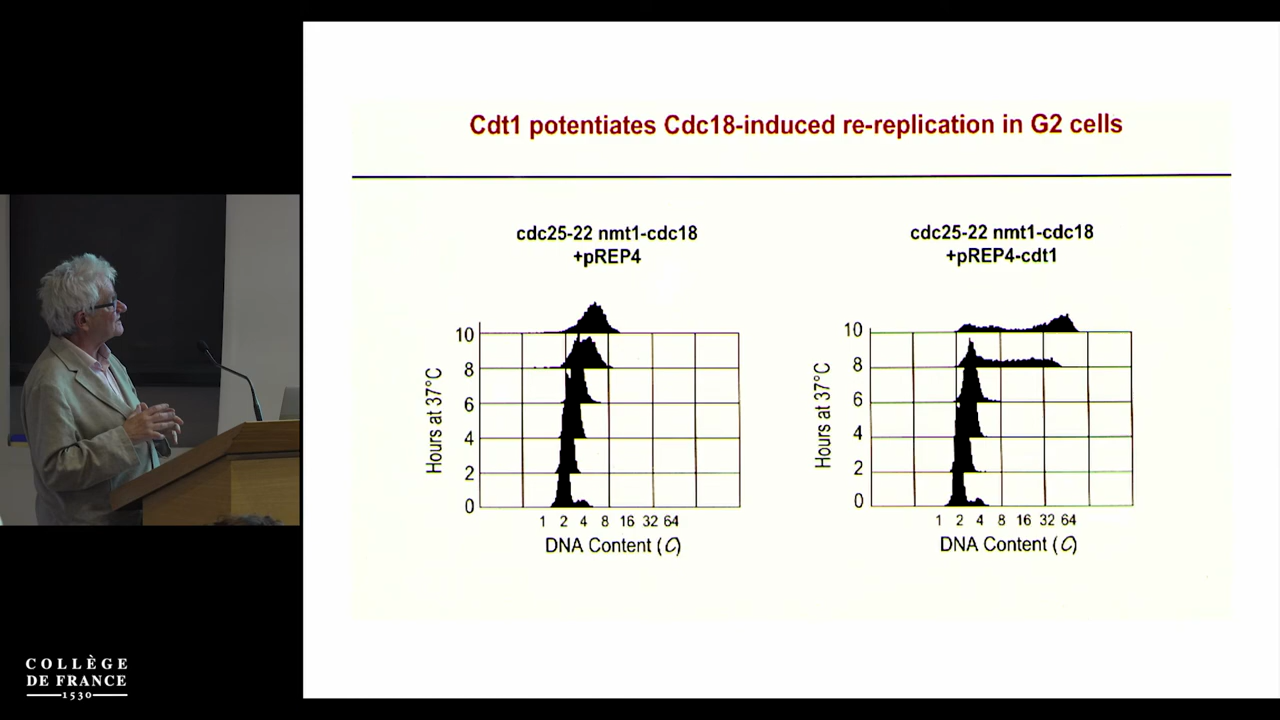 Cdt1 potentiates Cdc18-induced re-replication in G2 cells
cdc25-22 nmt1-cdc18
+pREP4
10
8
6
4
2
0
Hours at 37°C
1 2 4 8 16 32 64
DNA Content (C)
cdc25-22 nmt1-cdc18
+pREP4-cdt1
10
8
6
4
2
0
Hours at 37°C
1 2 4 8 16 32 64
DNA Content (C)
COLLÈGE
DE FRANCE
1530